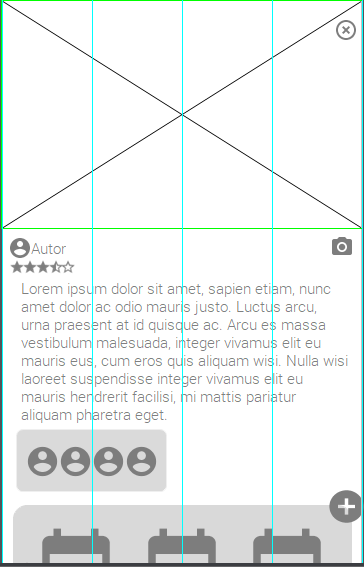 Autor
Lorem ipsum dolor sit amet, sapien etiam, nunc
amet dolor ac odio mauris justo. Luctus arcu,
urna praesent at id quisque ac. Arcu es massa
vestibulum malesuada, integer vivamus elit eu
mauris eus, cum eros quis aliquam wisi. Nulla wisi
laoreet suspendisse integer vivamus elit eu
mauris hendrerit facilisi, mi mattis pariatur
aliquam pharetra eget.